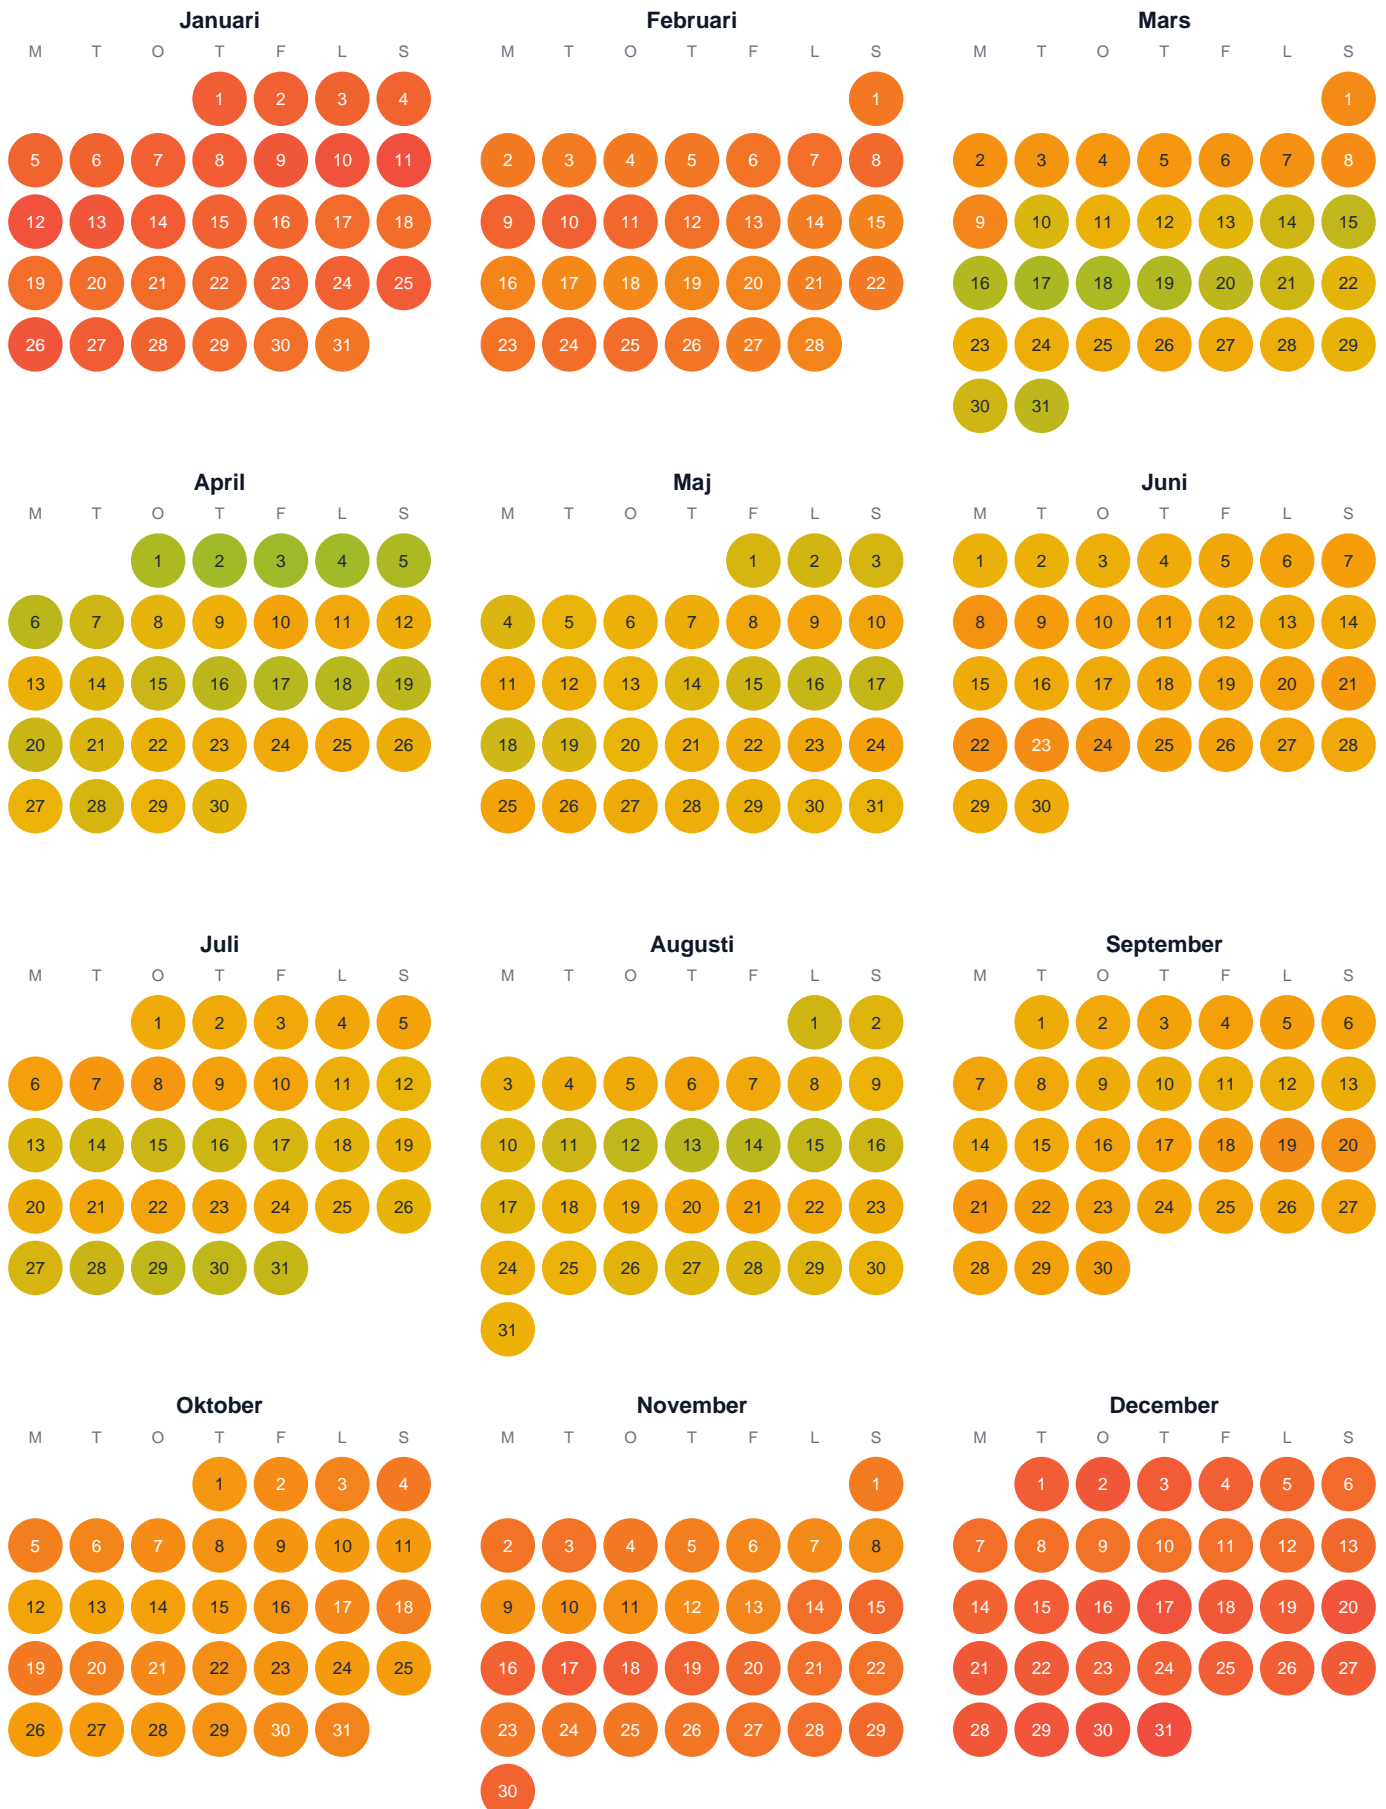 Januari Februari Mars
M T O T F L S M T O T F L S M T O T F L S
1 2 3 4 1 1
5 6 7 8 9 10 11 2 3 4 5 6 7 8 2 3 4 5 6 7 8
12 13 14 15 16 17 18 9 10 11 12 13 14 15 9 10 11 12 13 14 15
19 20 21 22 23 24 25 16 17 18 19 20 21 22 16 17 18 19 20 21 22
26 27 28 29 30 31 23 24 25 26 27 28 23 24 25 26 27 28 29
30 31
April Maj Juni
M T O T F L S M T O T F L S M T O T F L S
1 2 3 4 5 1 2 3 1 2 3 4 5 6 7
6 7 8 9 10 11 12 4 5 6 7 8 9 10 8 9 10 11 12 13 14
13 14 15 16 17 18 19 11 12 13 14 15 16 17 15 16 17 18 19 20 21
20 21 22 23 24 25 26 18 19 20 21 22 23 24 22 23 24 25 26 27 28
27 28 29 30 25 26 27 28 29 30 31 29 30
Juli Augusti September
M T O T F L S M T O T F L S M T O T F L S
1 2 3 4 5 1 2 1 2 3 4 5 6
6 7 8 9 10 11 12 3 4 5 6 7 8 9 7 8 9 10 11 12 13
13 14 15 16 17 18 19 10 11 12 13 14 15 16 14 15 16 17 18 19 20
20 21 22 23 24 25 26 17 18 19 20 21 22 23 21 22 23 24 25 26 27
27 28 29 30 31 24 25 26 27 28 29 30 28 29 30
31
Oktober November December
M T O T F L S M T O T F L S M T O T F L S
1 2 3 4 1 1 2 3 4 5 6
5 6 7 8 9 10 11 2 3 4 5 6 7 8 7 8 9 10 11 12 13
12 13 14 15 16 17 18 9 10 11 12 13 14 15 14 15 16 17 18 19 20
19 20 21 22 23 24 25 16 17 18 19 20 21 22 21 22 23 24 25 26 27
26 27 28 29 30 31 23 24 25 26 27 28 29 28 29 30 31
30